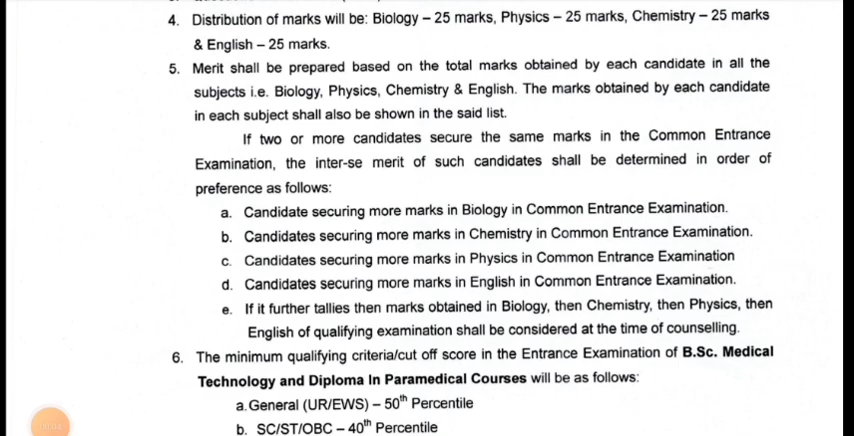 4. Distribution of marks will be: Biology – 25 marks, Physics – 25 marks, Chemistry – 25 marks
& English – 25 marks.
5. Merit shall be prepared based on the total marks obtained by each candidate in all the
subjects i.e. Biology, Physics, Chemistry & English. The marks obtained by each candidate
in each subject shall also be shown in the said list.
If two or more candidates secure the same marks in the Common Entrance
Examination, the inter-se merit of such candidates shall be determined in order of
preference as follows:
a. Candidate securing more marks in Biology in Common Entrance Examination.
b. Candidates securing more marks in Chemistry in Common Entrance Examination.
c. Candidates securing more marks in Physics in Common Entrance Examination
d. Candidates securing more marks in English in Common Entrance Examination.
e. If it further tallies then marks obtained in Biology, then Chemistry, then Physics, then
English of qualifying examination shall be considered at the time of counselling.
6. The minimum qualifying criteria/cut off score in the Entrance Examination of B.Sc. Medical
Technology and Diploma In Paramedical Courses will be as follows:
a. General (UR/EWS) – 50th Percentile
b. SC/ST/OBC – 40th Percentile